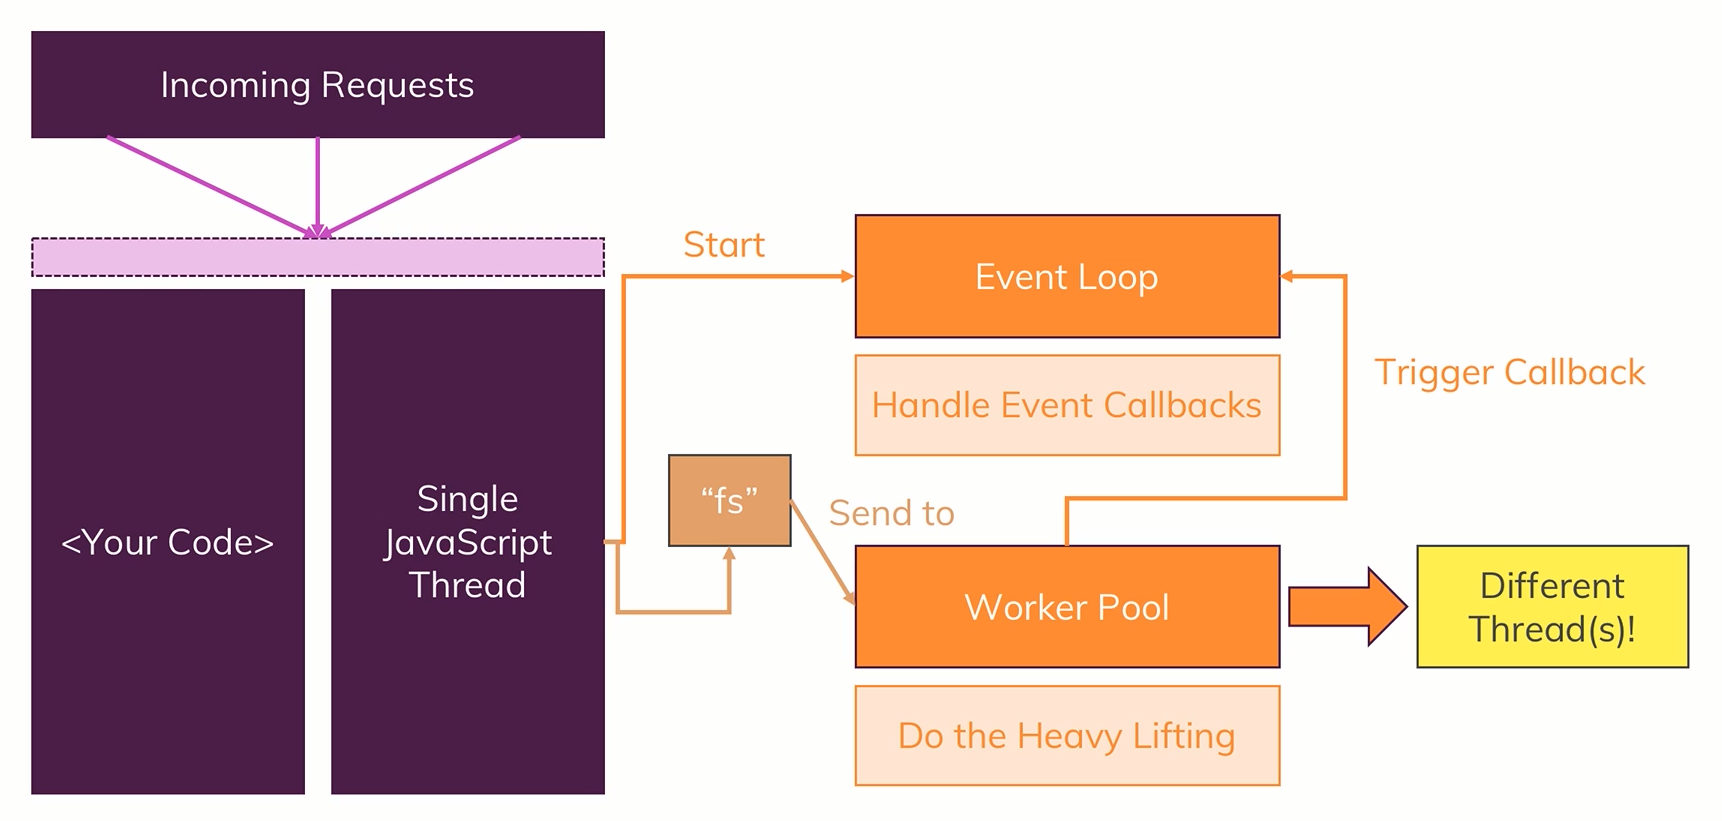 Incoming Requests
<Your Code>
Single
JavaScript
Thread
Start
Event Loop
Handle Event Callbacks
Trigger Callback
“fs”
Send to
Worker Pool
Do the Heavy Lifting
Different
Thread(s)!